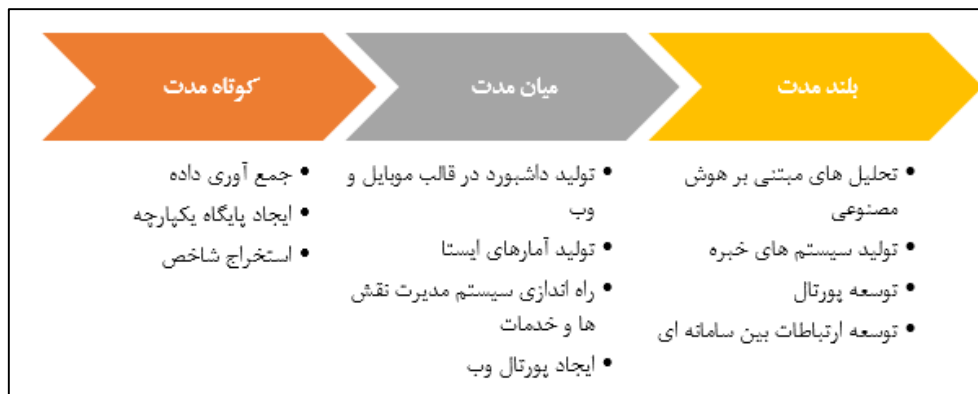 کوتاه مدت
• جمع آوری داده
• ایجاد پایگاه یکپارچه
• استخراج شاخص
میان مدت
• تولید داشبورد در قالب موبایل و
وب
• تولید آمارهای ایستا
• راه اندازی سیستم مدیرت نقش
ها و خدمات
• ایجاد پورتال وب
بلند مدت
• تحلیل های مبتنی بر هوش
مصنوعی
• تولید سیستم های خبره
• توسعه پورتال
• توسعه ارتباطات بین سامانه ای